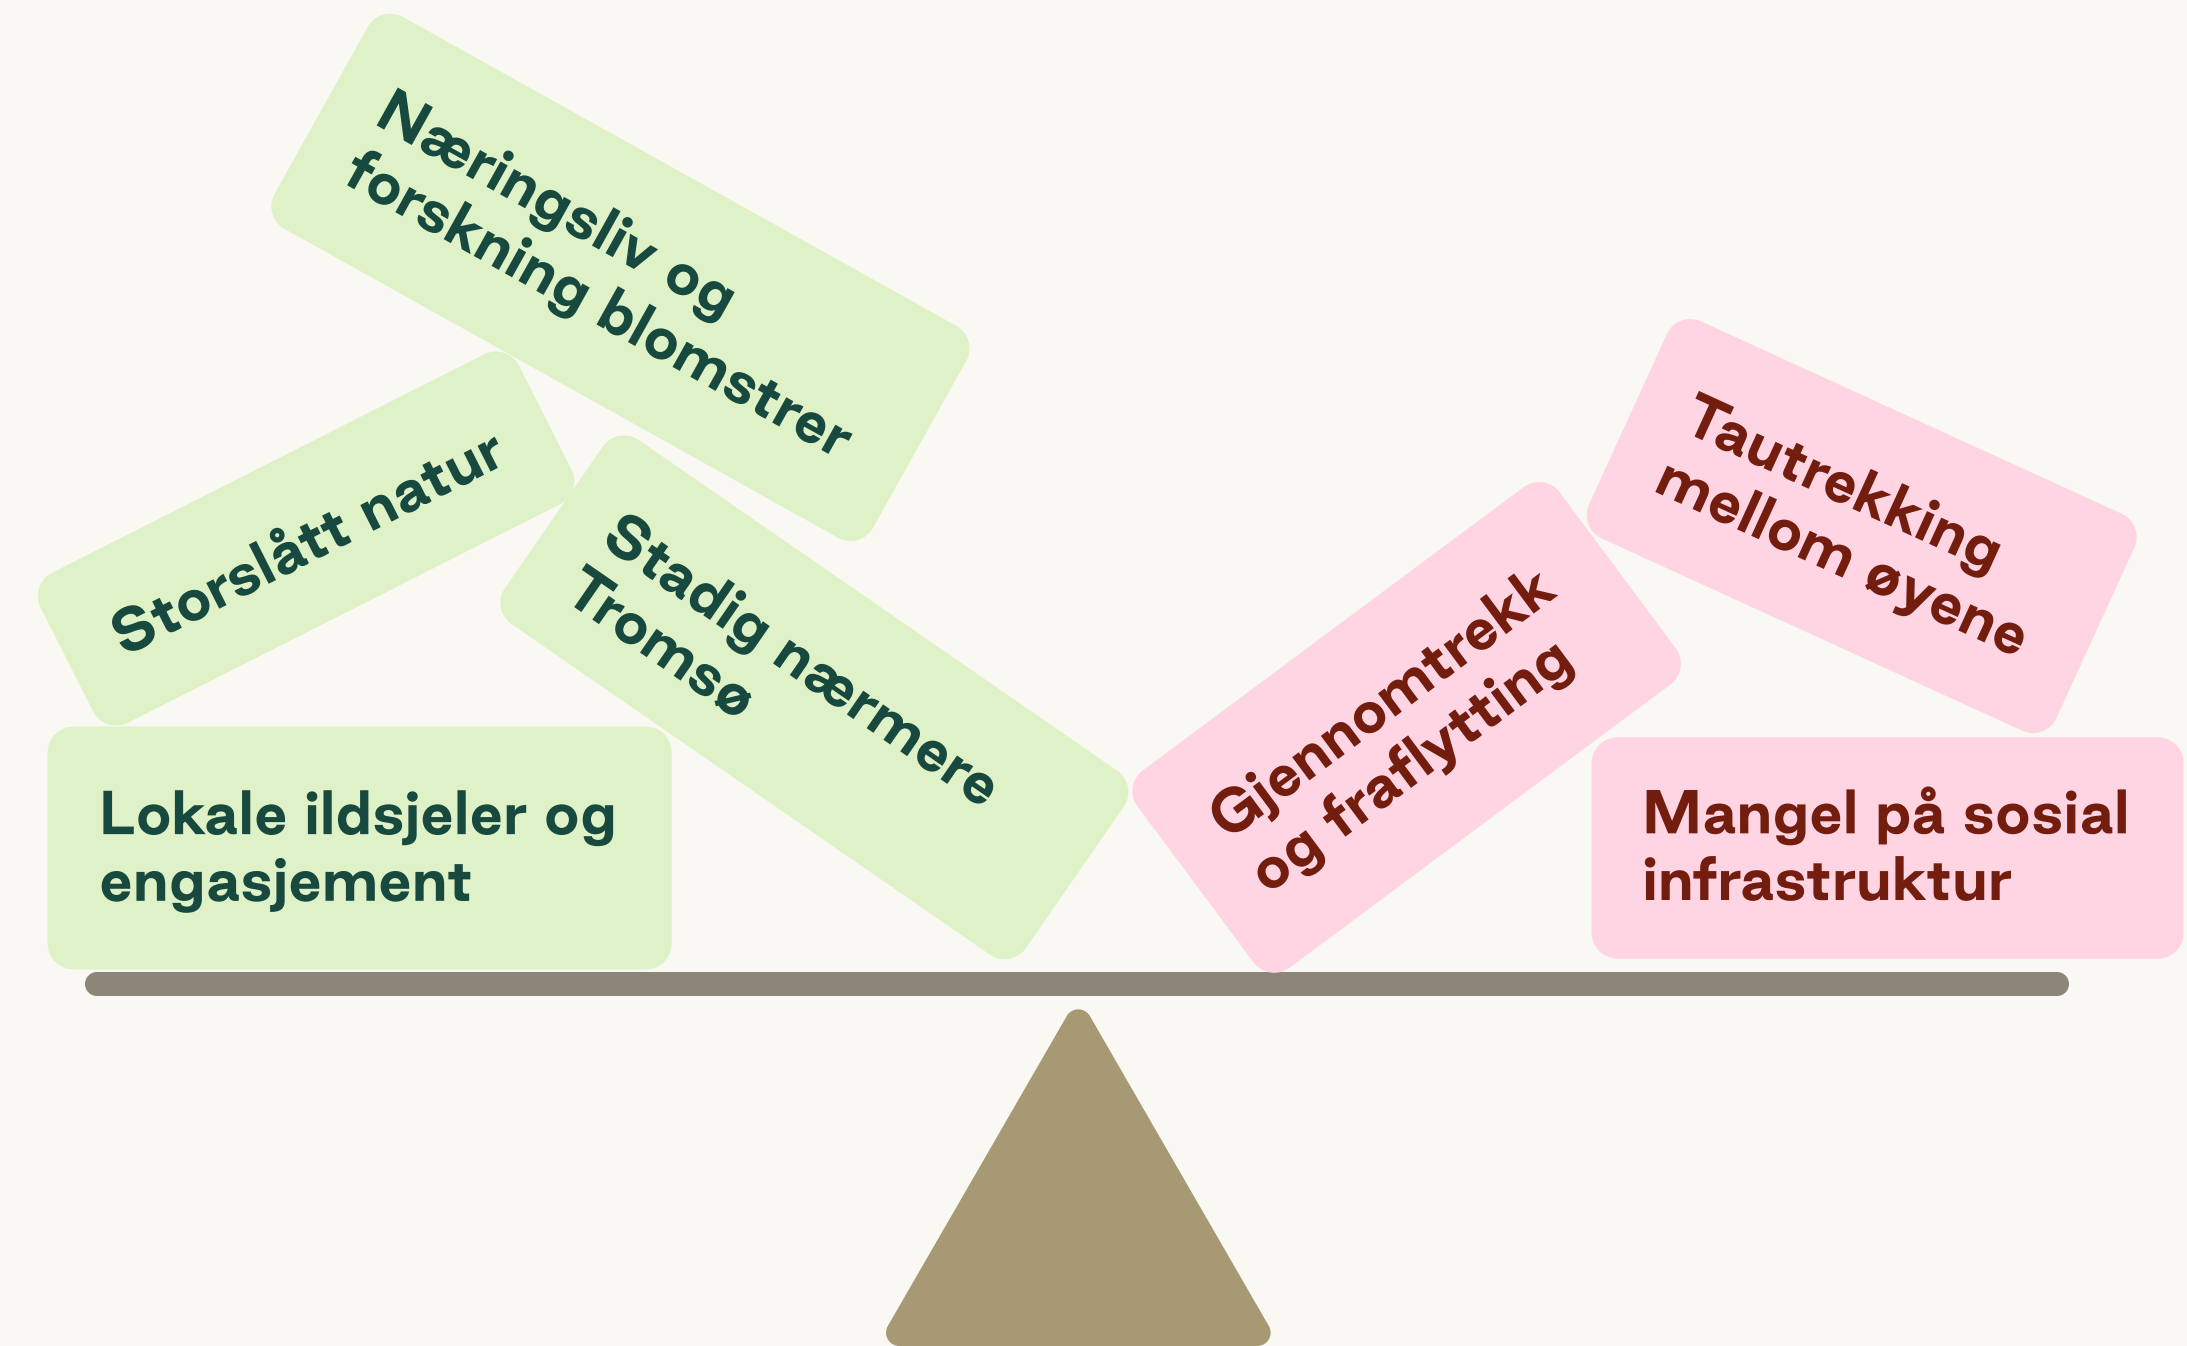 Næringsliv og
forskning blomstrer
Storslått natur
Stadig nærmere
Tromsø
Lokale ildsjeler og
engasjement
Tautrekking
mellom øyene
Gjennomtrekk
og fraflytting
Mangel på sosial
infrastruktur